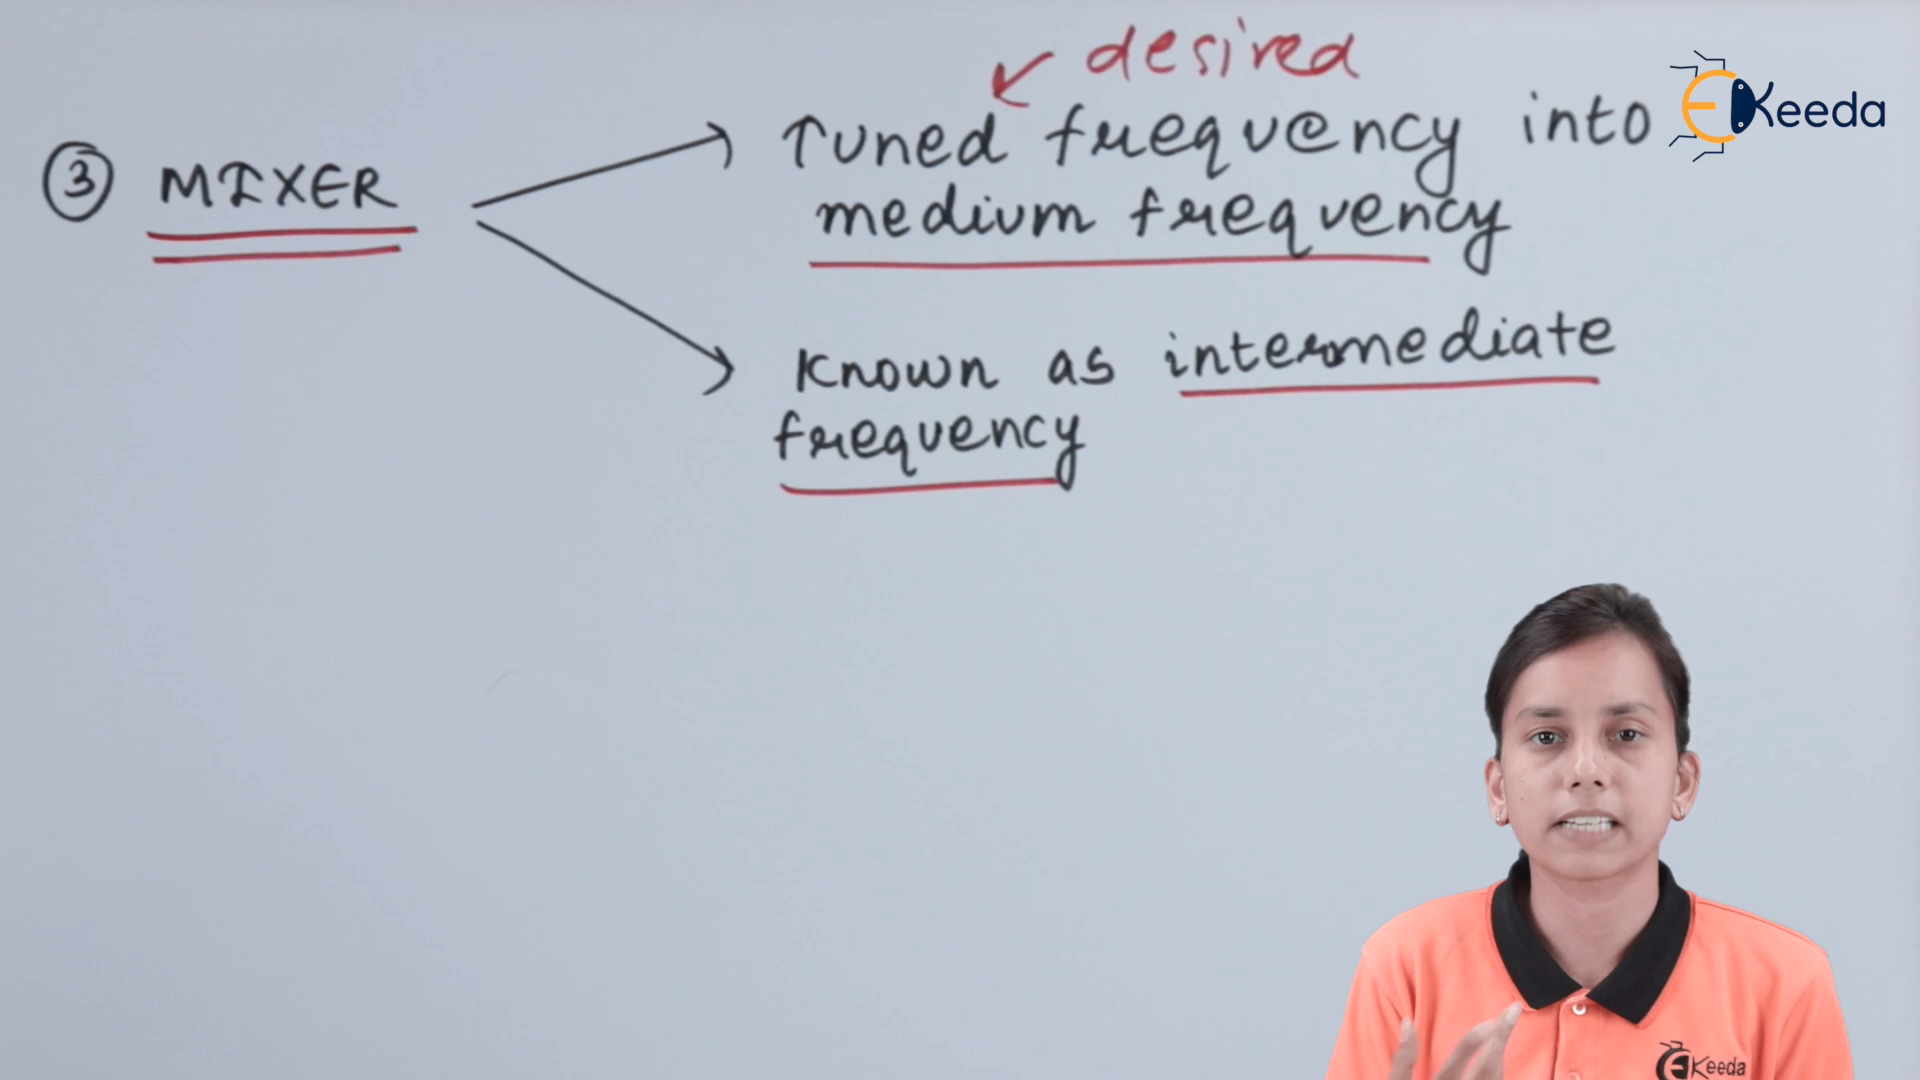 desired
③ MIXER
Tuned frequency into
medium frequency
Known as intermediate
frequency
EKeeda
EKeeda